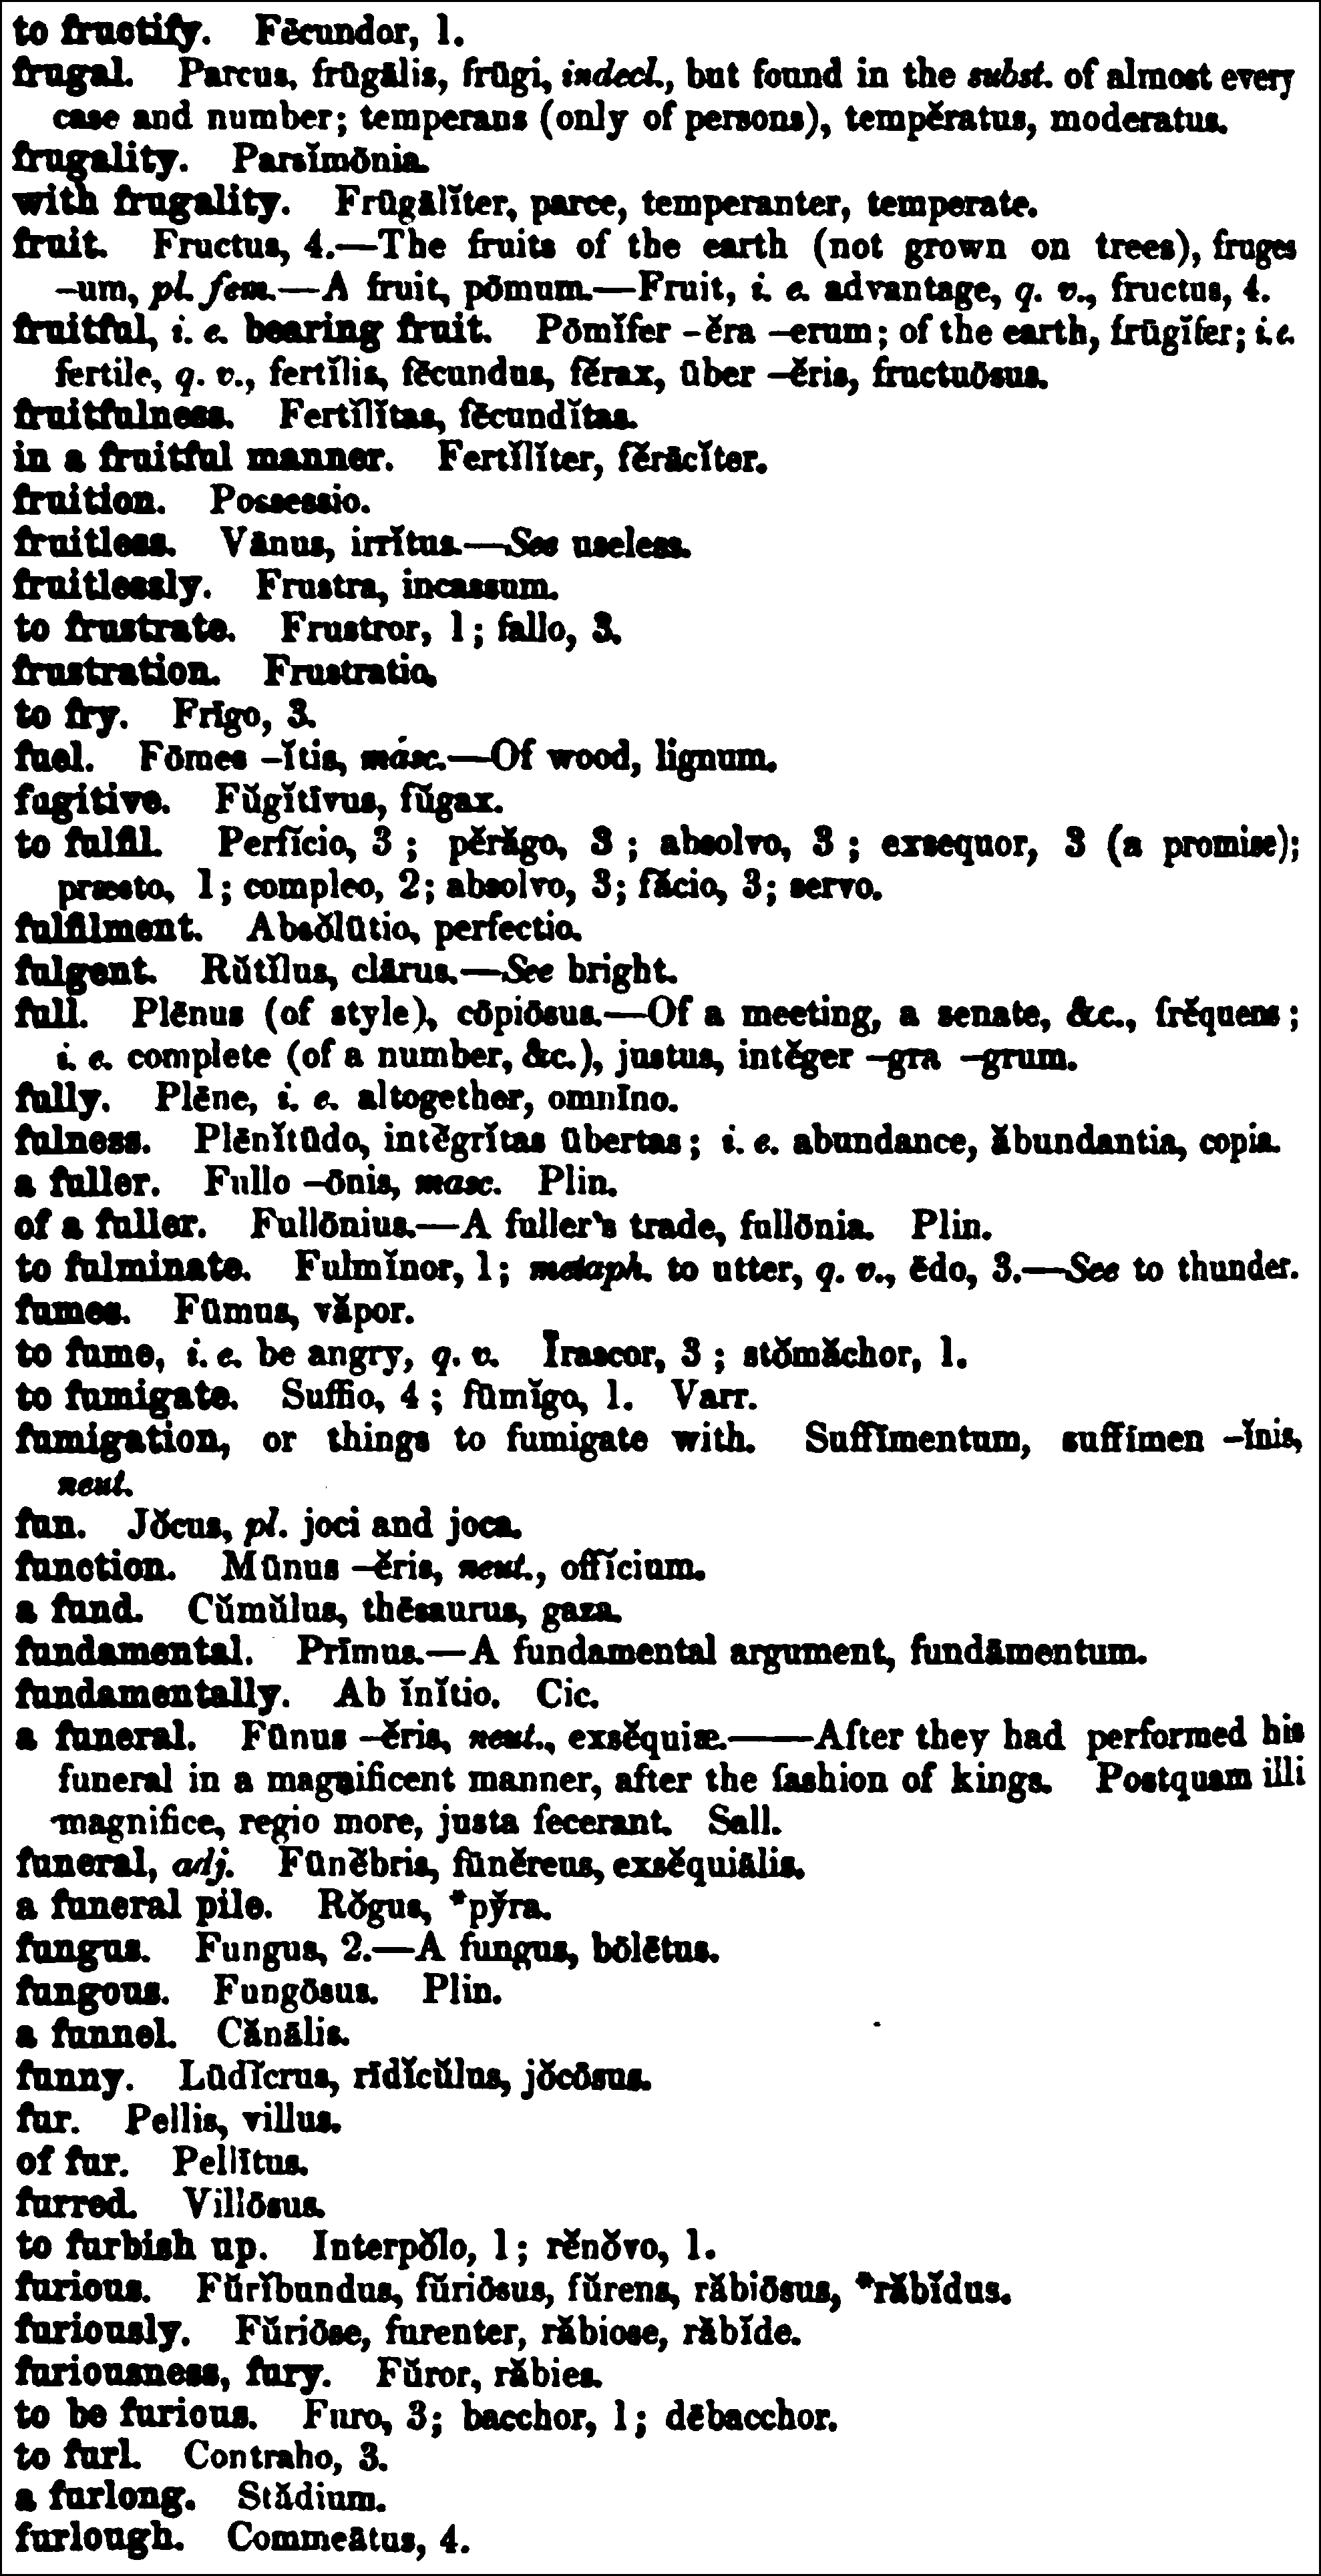 to fructify. Fēcundor, 1.
frugal. Parcus, frūgālis, frūgi, indecl., but found in the subst. of almost every
case and number; temperans (only of persons), tempĕratus, moderatus.
frugality. Parsĭmōnia.
with frugality. Frūgālĭter, parce, temperanter, temperate.
fruit. Fructus, 4.—The fruits of the earth (not grown on trees), fruges
–um, pl. fem.—A fruit, pōmum.—Fruit, i. e. advantage, q. v., fructus, 4.
fruitful, i. e. bearing fruit. Pōmĭfer -ĕra –erum; of the earth, frūgĭfer; i. e.
fertile, q. v., fertĭlis, fēcundus, fĕrax, ūber –ĕris, fructuōsus.
fruitfulness. Fertĭlĭtas, fēcundĭtas.
in a fruitful manner. Fertĭlĭter, fĕrācĭter.
fruition. Possessio.
fruitless. Vānus, irrĭtus.—See useless.
fruitlessly. Frustra, incassum.
to frustrate. Frustror, 1; fallo, 3.
frustration. Frustratio.
to fry. Frīgo, 3.
fuel. Fōmes –ĭtis, masc.—Of wood, lignum.
fugitive. Fŭgĭtīvus, fŭgax.
to fulfil. Perfĭcio, 3; pĕrăgo, 3; absolvo, 3; exsequor, 3 (a promise);
præsto, 1; compleo, 2; absolvo, 3; făcio, 3; servo.
fulfilment. Absŏlūtio, perfectio.
fulgent. Rŭtĭlus, clārus.—See bright.
full. Plēnus (of style), cōpiōsus.—Of a meeting, a senate, &c., frĕquens;
i. e. complete (of a number, &c.), justus, intĕger –gra –grum.
fully. Plēne, i. e. altogether, omnīno.
fulness. Plēnĭtūdo, intĕgrĭtas ūbertas; i. e. abundance, ăbundantia, copia.
a fuller. Fullo –ōnis, masc. Plin.
of a fuller. Fullōnius.—A fuller's trade, fullōnia. Plin.
to fulminate. Fulmĭnor, 1; metaph. to utter, q. v., ēdo, 3.—See to thunder.
fumes. Fūmus, văpor.
to fume, i. e. be angry, q. v. Īrascor, 3; stŏmăchor, 1.
to fumigate. Suffio, 4; fūmĭgo, 1. Varr.
fumigation, or things to fumigate with. Suffīmentum, suffimen –ĭnis,
neut.
fun. Jŏcus, pl. joci and joca.
function. Mūnus –ĕris, neut., offĭcium.
a fund. Cŭmŭlus, thēsaurus, gaza.
fundamental. Prīmus.—A fundamental argument, fundāmentum.
fundamentally. Ab ĭnĭtio. Cic.
a funeral. Fūnus –ĕris, neut., exsĕquiæ.——After they had performed his
funeral in a magnificent manner, after the fashion of kings. Postquam illi
magnifice, regio more, justa fecerant. Sall.
funeral, adj. Fūnĕbris, fūnĕreus, exsĕquiālis.
a funeral pile. Rŏgus, *pўra.
fungus. Fungus, 2.—A fungus, bōlētus.
fungous. Fungōsus. Plin.
a funnel. Cănālis.
funny. Lūdĭcrus, rīdĭcŭlus, jŏcōsus.
fur. Pellis, villus.
of fur. Pellītus.
furred. Villōsus.
to furbish up. Interpŏlo, 1; rĕnŏvo, 1.
furious. Fŭrĭbundus, fŭriōsus, fŭrens, răbiōsus, *răbĭdus.
furiously. Fŭriōse, furenter, răbiose, răbĭde.
furiousness, fury. Fŭror, răbies.
to be furious. Furo, 3; bacchor, 1; dēbacchor.
to furl. Contraho, 3.
a furlong. Stădium.
furlough. Commeātus, 4.